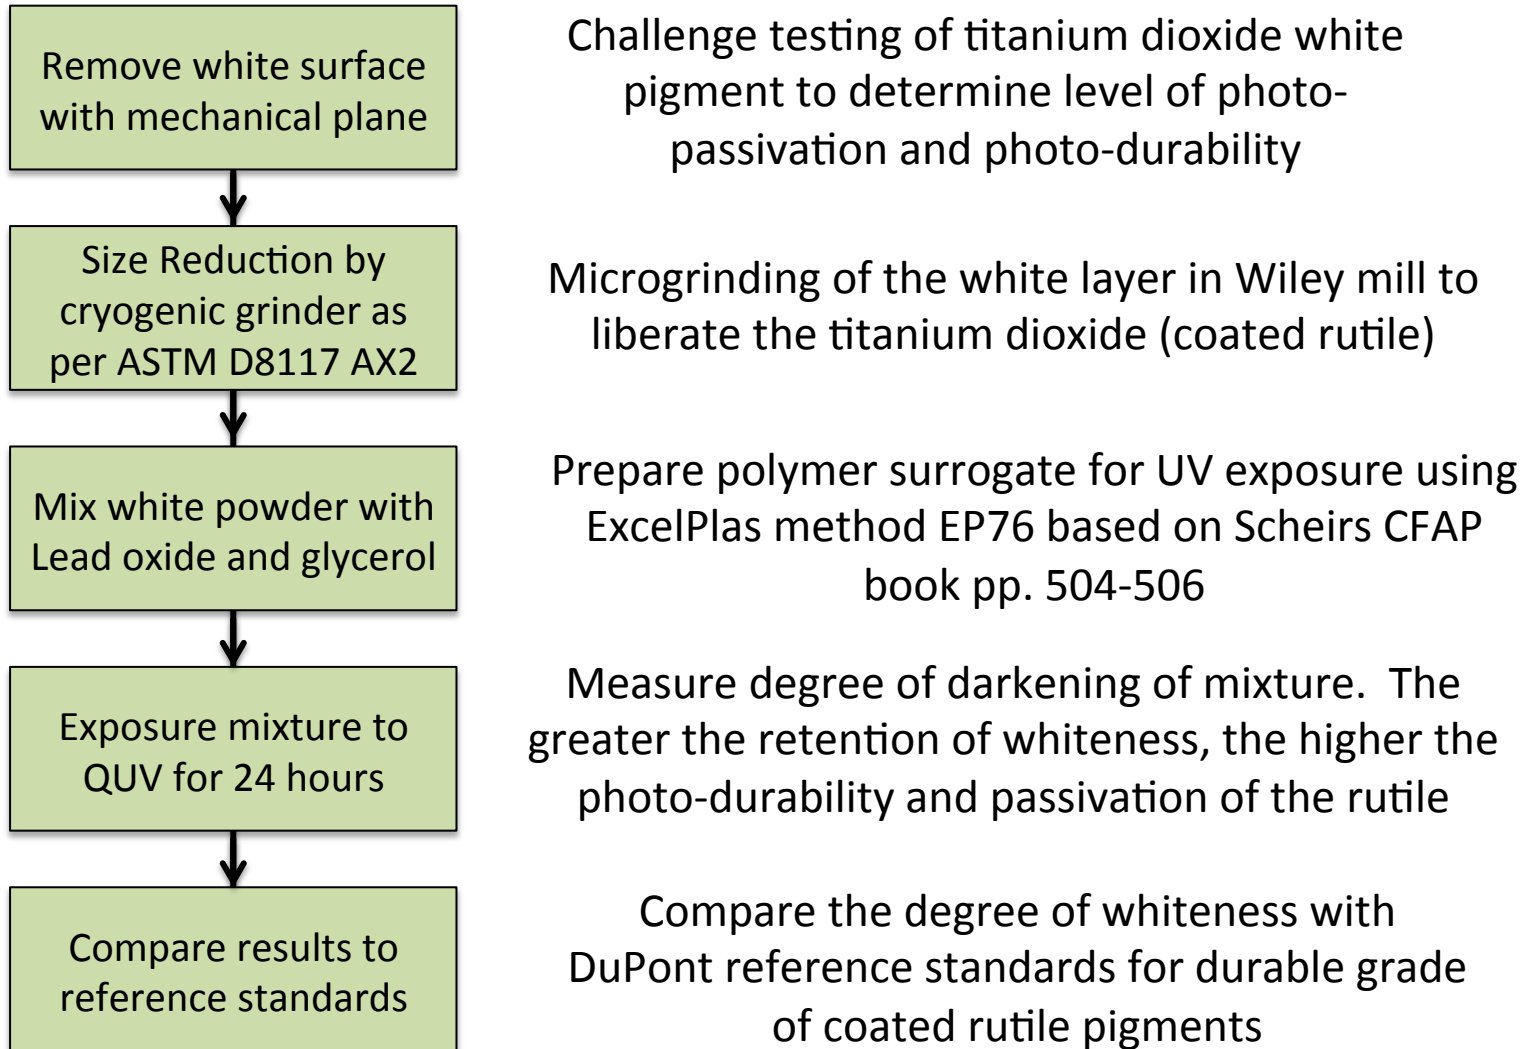 Remove white surface
with mechanical plane
Challenge testing of titanium dioxide white
pigment to determine level of photo-
passivation and photo-durability
Size Reduction by
cryogenic grinder as
per ASTM D8117 AX2
Microgrinding of the white layer in Wiley mill to
liberate the titanium dioxide (coated rutile)
Mix white powder with
Lead oxide and glycerol
Prepare polymer surrogate for UV exposure using
ExcelPlas method EP76 based on Scheirs CFAP
book pp. 504-506
Exposure mixture to
QUV for 24 hours
Measure degree of darkening of mixture. The
greater the retention of whiteness, the higher the
photo-durability and passivation of the rutile
Compare results to
reference standards
Compare the degree of whiteness with
DuPont reference standards for durable grade
of coated rutile pigments